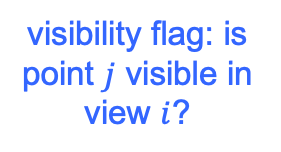 visibility flag: is
point j visible in
view i?